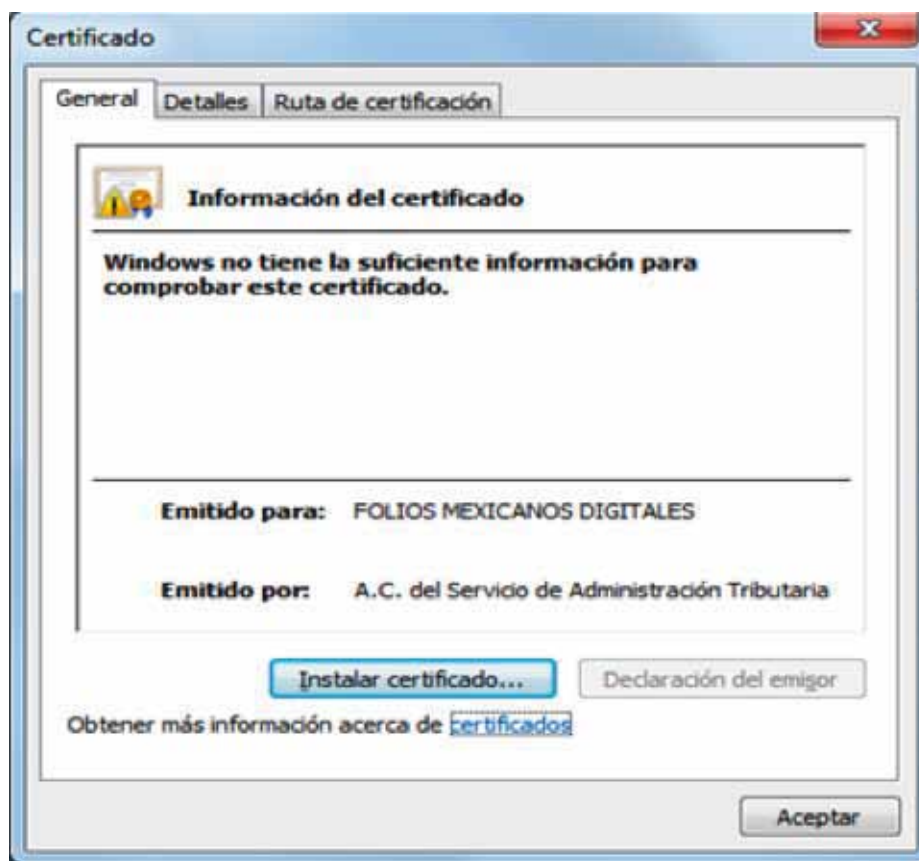 Certificado
General Detalles Ruta de certificación
Información del certificado
Windows no tiene la suficiente información para
comprobar este certificado.
Emitido para: FOLIOS MEXICANOS DIGITALES
Emitido por: A.C. del Servicio de Administración Tributaria
Instalar certificado... Declaración del emisor
Obtener más información acerca de certificados
Aceptar